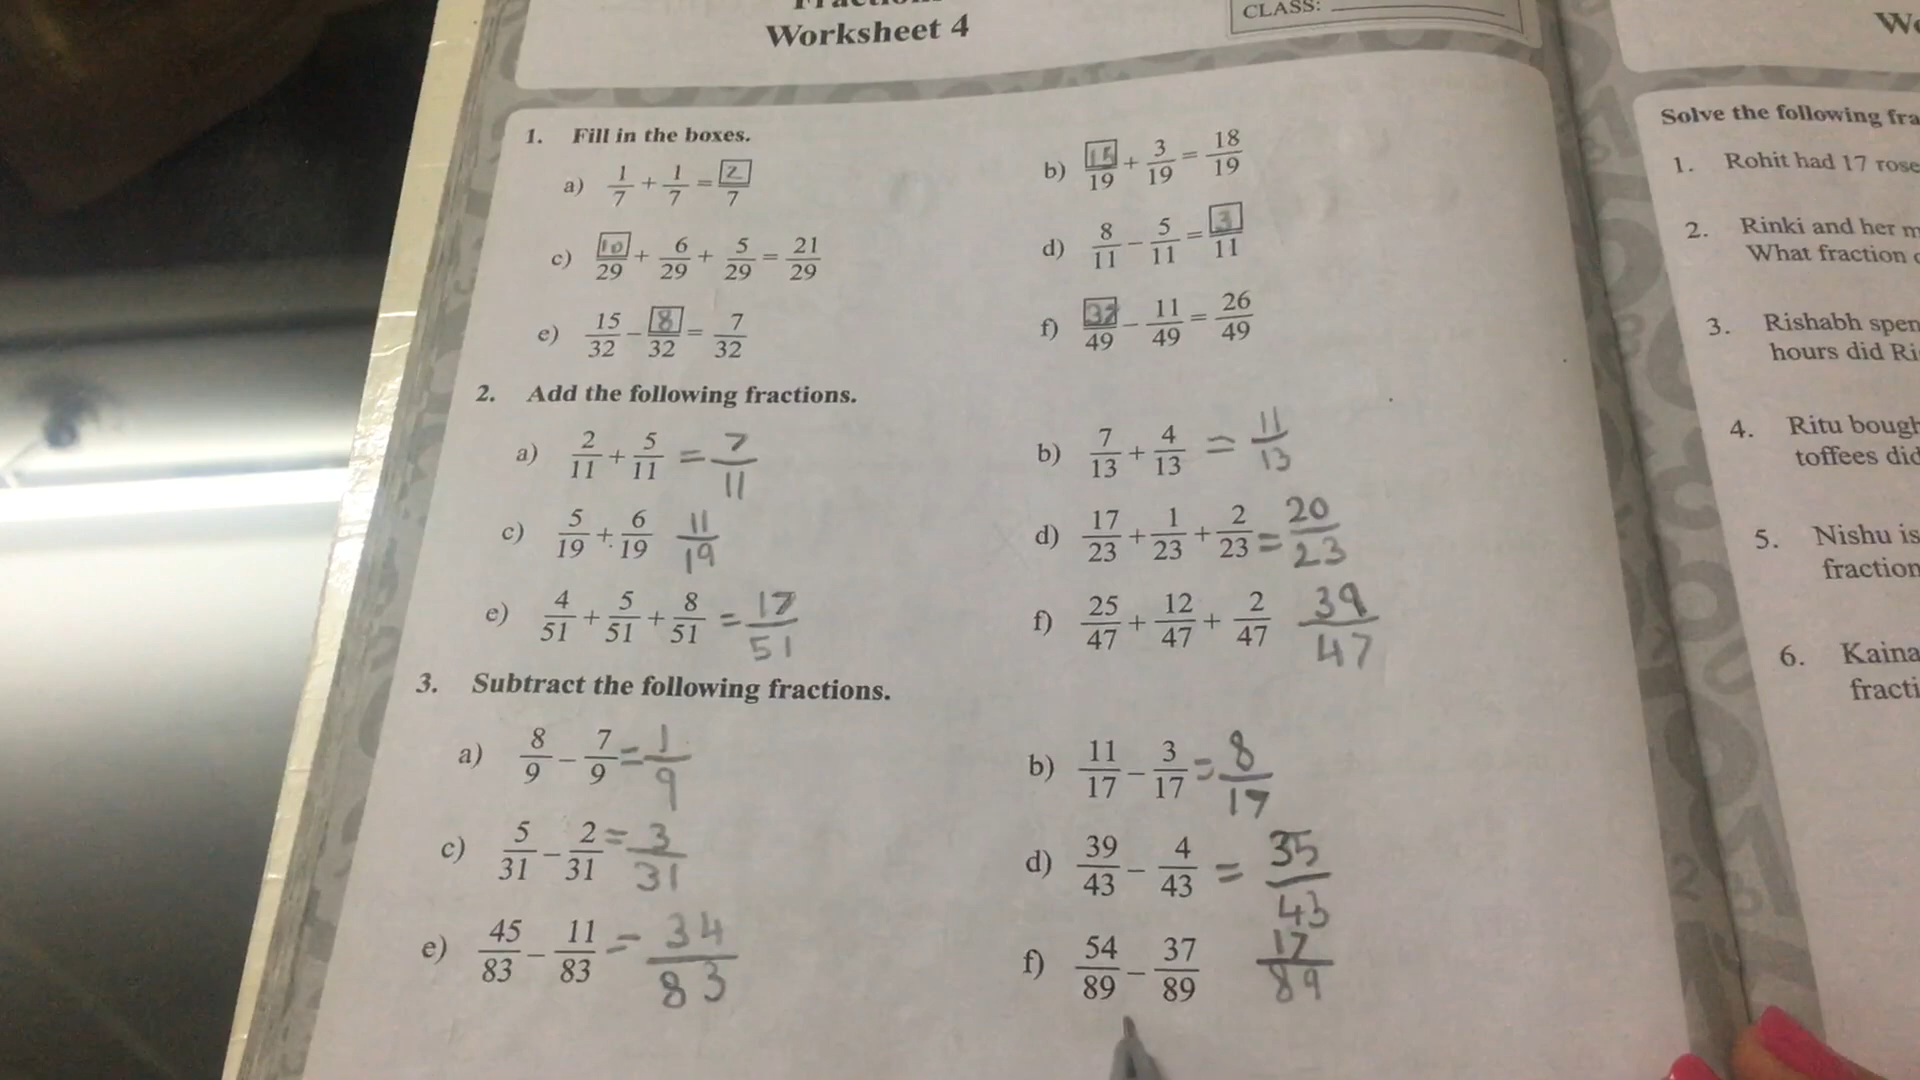 Worksheet 4
CLASS:
1. Fill in the boxes.
a) 1/7 + 1/7 = 2/7
b) 15/19 + 3/19 = 18/19
c) 10/29 + 6/29 + 5/29 = 21/29
d) 8/11 − 5/11 = 3/11
e) 15/32 − 8/32 = 7/32
f) 37/49 − 11/49 = 26/49
2. Add the following fractions.
a) 2/11 + 5/11 = 7/11
b) 7/13 + 4/13 = 11/13
c) 5/19 + 6/19 11/19
d) 17/23 + 1/23 + 2/23 = 20/23
e) 4/51 + 5/51 + 8/51 = 17/51
f) 25/47 + 12/47 + 2/47 39/47
3. Subtract the following fractions.
a) 8/9 − 7/9 = 1/9
b) 11/17 − 3/17 = 8/17
c) 5/31 − 2/31 = 3/31
d) 39/43 − 4/43 = 35/43
e) 45/83 − 11/83 = 34/83
f) 54/89 − 37/89 17/89
Solve the following
1. Rohit had 17
2. Rinki and her
What fraction
3. Rishabh
hours did
4. Ritu
toffees
5. Nishu is
fraction
6. Kaina